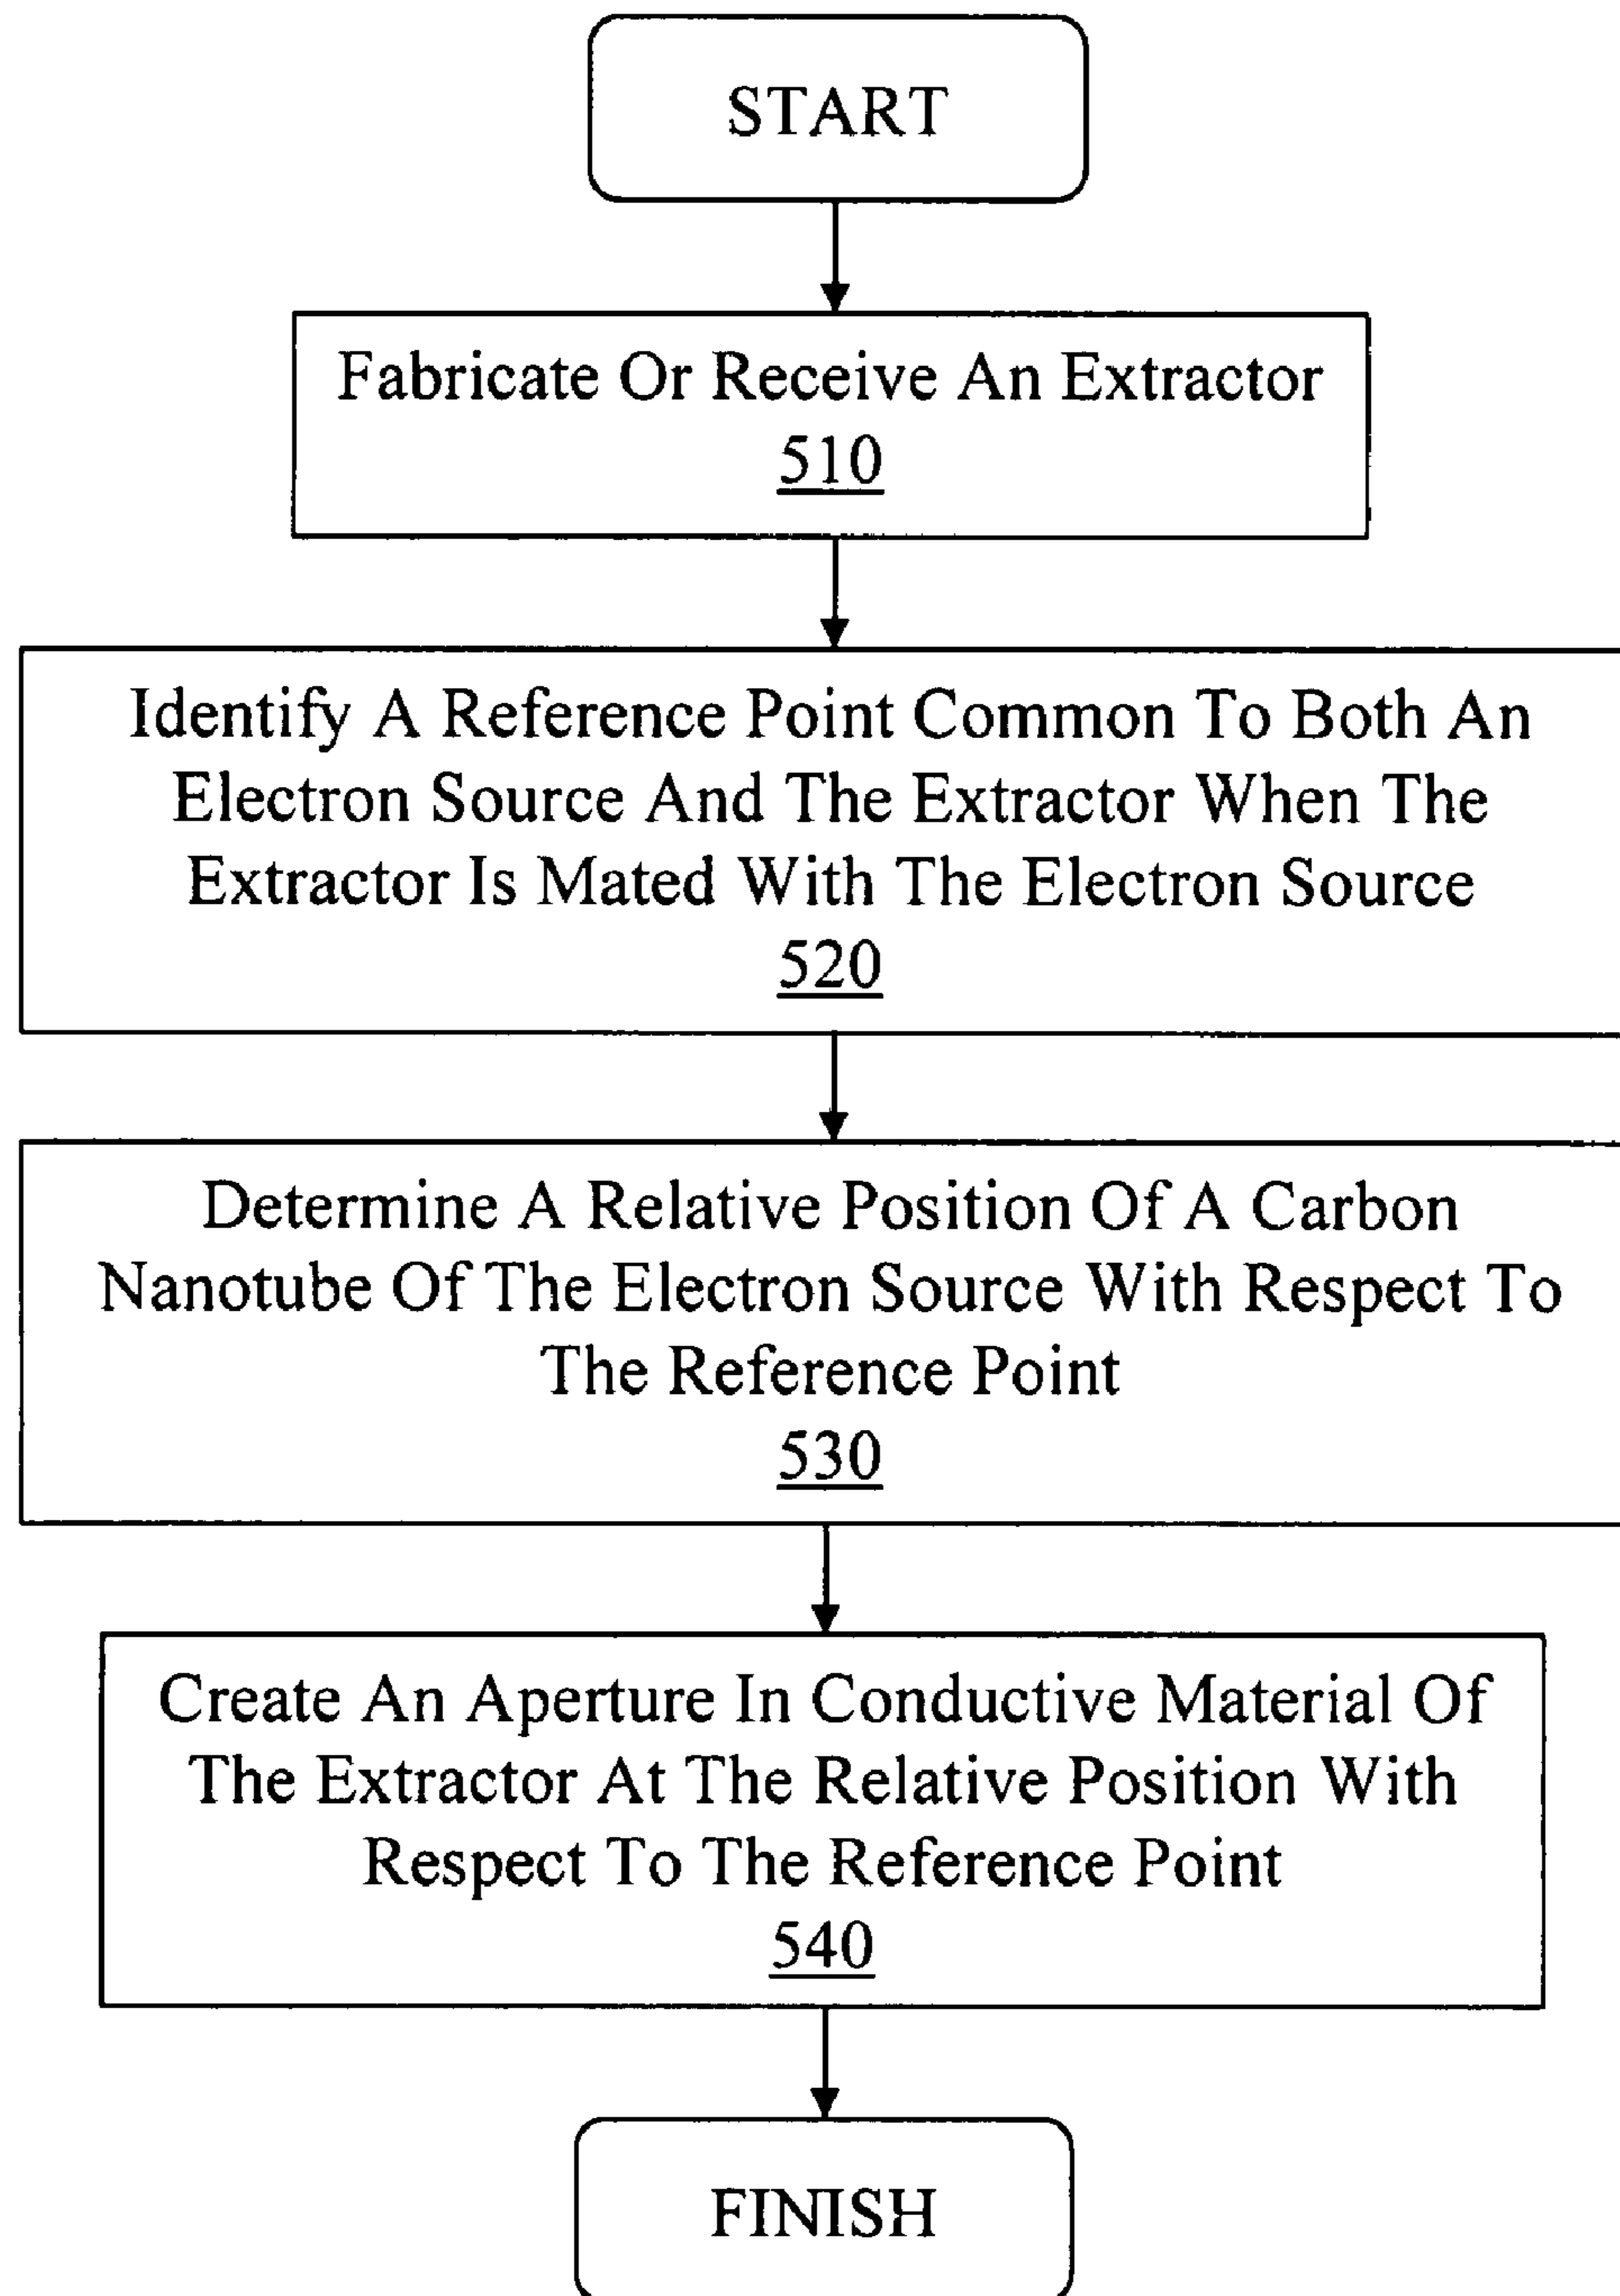 START
Fabricate Or Receive An Extractor
510
Identify A Reference Point Common To Both An
Electron Source And The Extractor When The
Extractor Is Mated With The Electron Source
520
Determine A Relative Position Of A Carbon
Nanotube Of The Electron Source With Respect To
The Reference Point
530
Create An Aperture In Conductive Material Of
The Extractor At The Relative Position With
Respect To The Reference Point
540
FINISH